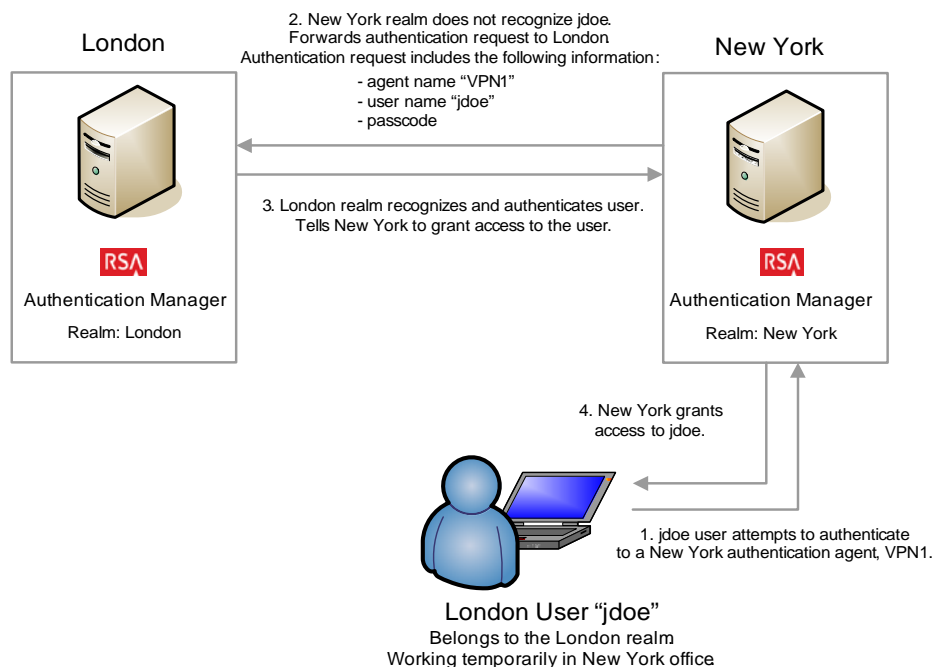 London
2. New York realm does not recognize jdoe.
Forwards authentication request to London.
Authentication request includes the following information:
- agent name “VPN1”
- user name “jdoe”
- passcode
New York
3. London realm recognizes and authenticates user.
Tells New York to grant access to the user.
RSA
Authentication Manager
Realm: London
RSA
Authentication Manager
Realm: New York
4. New York grants
access to jdoe.
1. jdoe user attempts to authenticate
to a New York authentication agent, VPN1.
London User “jdoe”
Belongs to the London realm
Working temporarily in New York office.